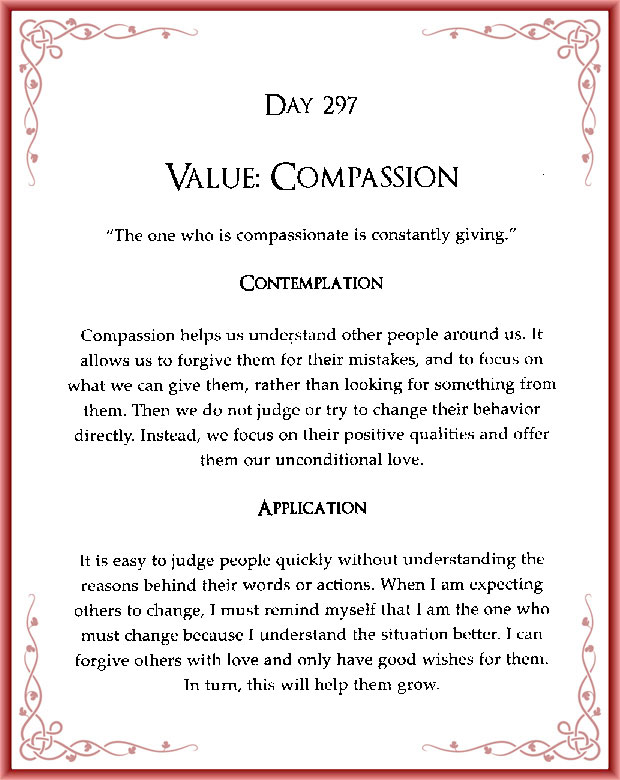 DAY 297
VALUE: COMPASSION
"The one who is compassionate is constantly giving."
CONTEMPLATION
Compassion helps us understand other people around us. It
allows us to forgive them for their mistakes, and to focus on
what we can give them, rather than looking for something from
them. Then we do not judge or try to change their behavior
directly. Instead, we focus on their positive qualities and offer
them our unconditional love.
APPLICATION
It is easy to judge people quickly without understanding the
reasons behind their words or actions. When I am expecting
others to change, I must remind myself that I am the one who
must change because I understand the situation better. I can
forgive others with love and only have good wishes for them.
In turn, this will help them grow.